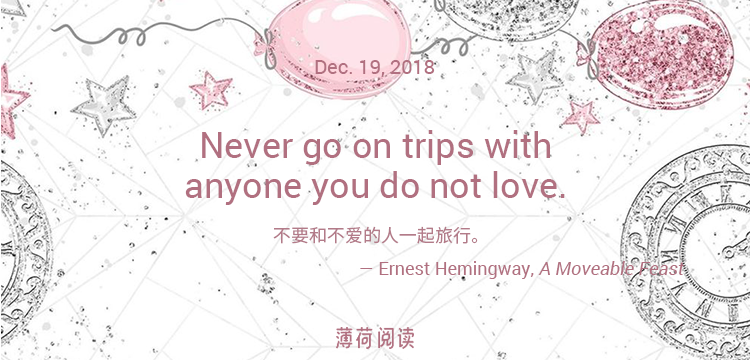 Dec. 19, 2018
Never go on trips with
anyone you do not love.
不要和不爱的人一起旅行。
— Ernest Hemingway, A Moveable Feast
薄荷阅读